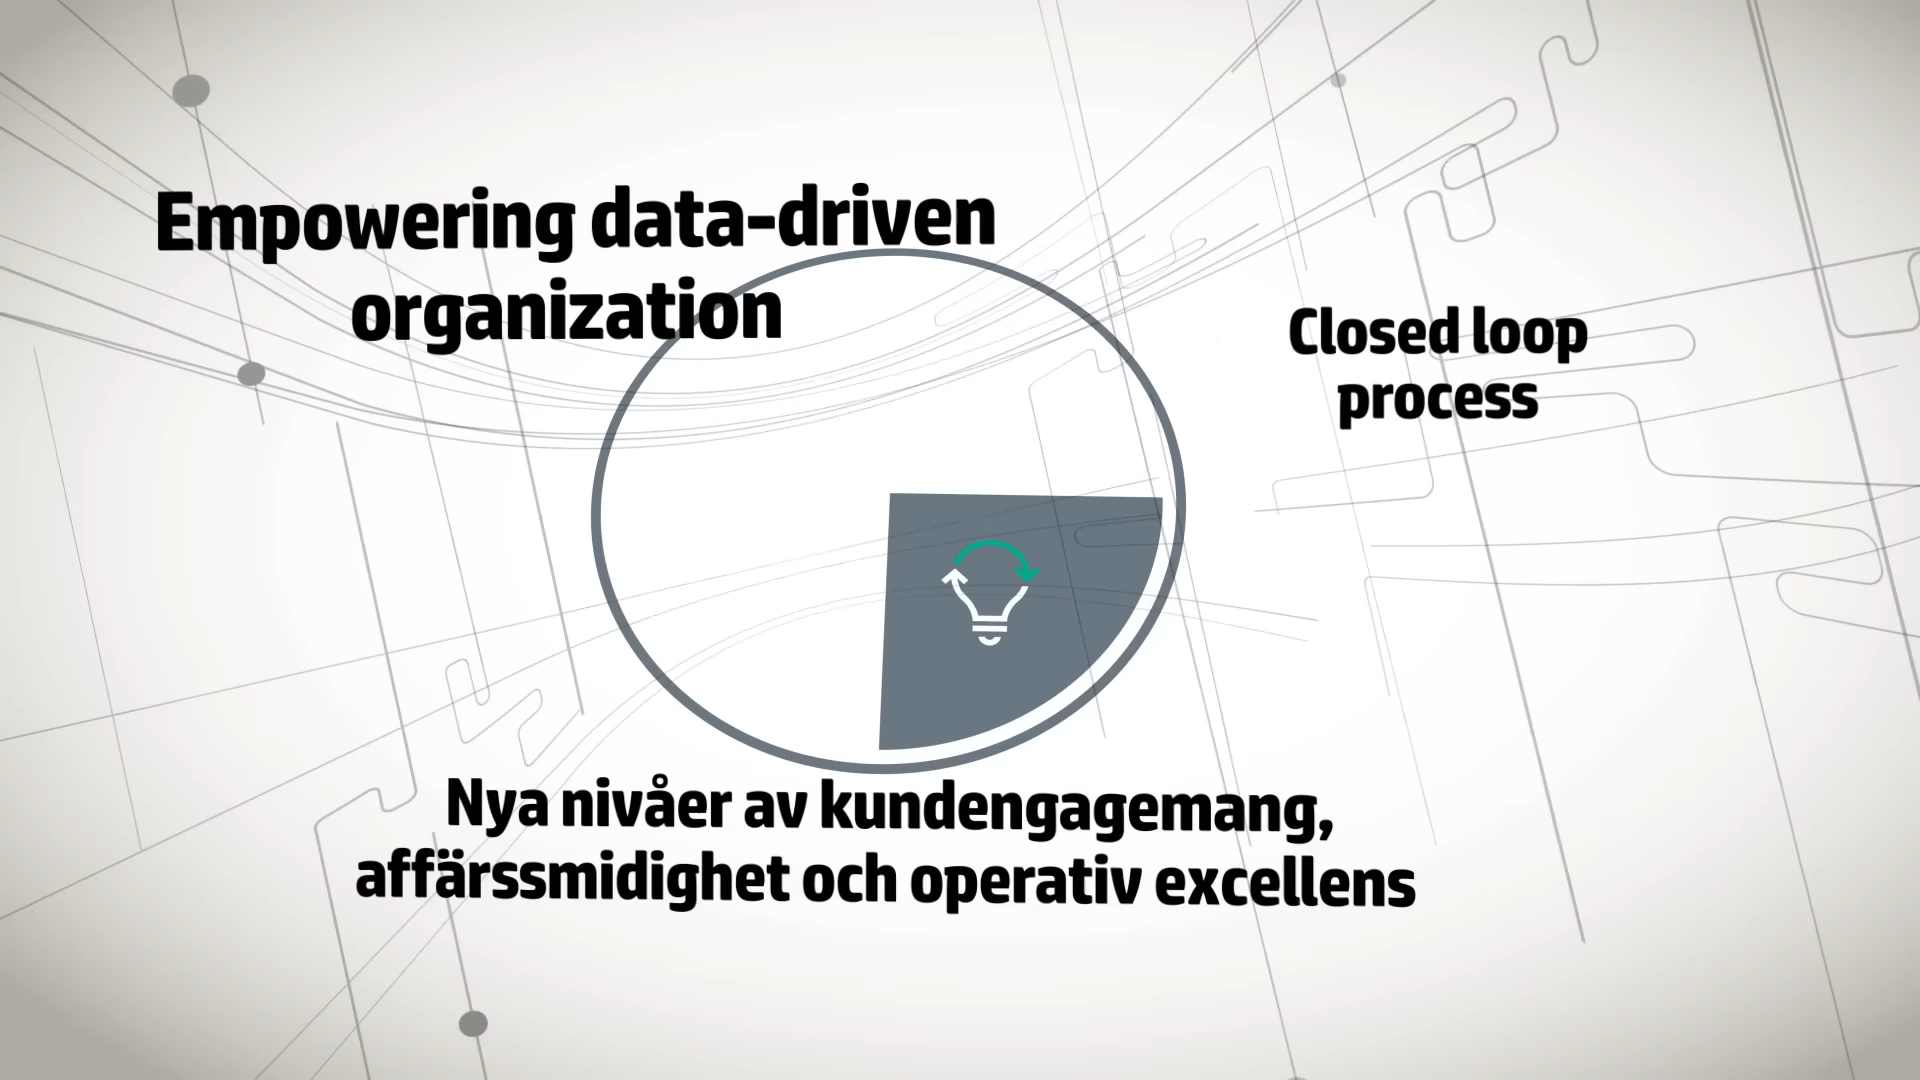 Empowering data-driven
organization
Closed loop
process
Nya nivåer av kundengagemang,
affärssmidighet och operativ excellens